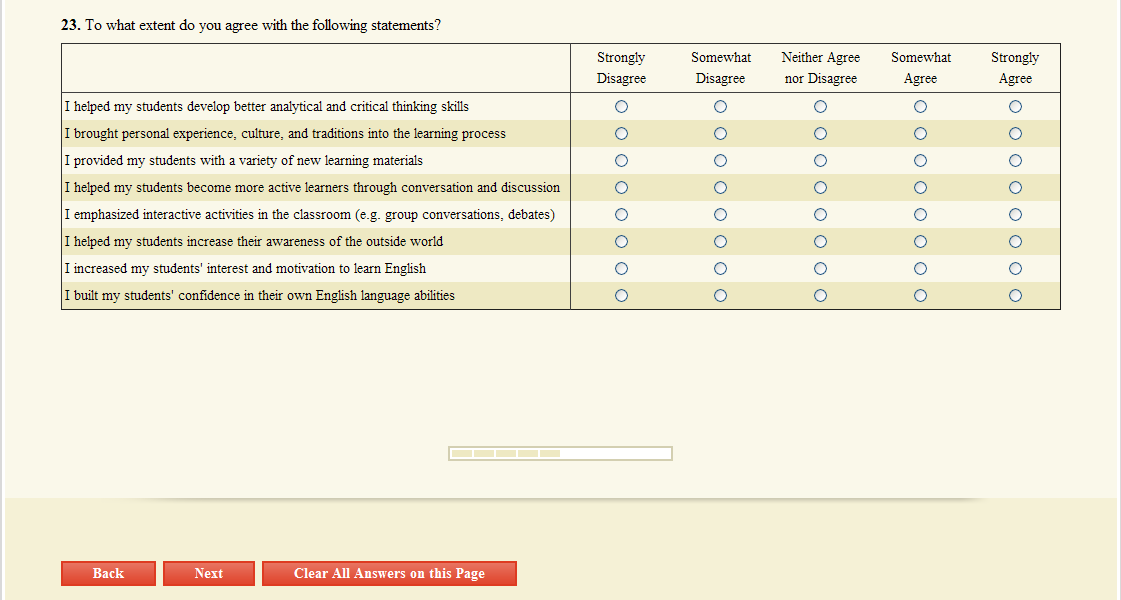 23. To what extent do you agree with the following statements?
Strongly Disagree
Somewhat Disagree
Neither Agree nor Disagree
Somewhat Agree
Strongly Agree
I helped my students develop better analytical and critical thinking skills
I brought personal experience, culture, and traditions into the learning process
I provided my students with a variety of new learning materials
I helped my students become more active learners through conversation and discussion
I emphasized interactive activities in the classroom (e.g. group conversations, debates)
I helped my students increase their awareness of the outside world
I increased my students' interest and motivation to learn English
I built my students' confidence in their own English language abilities
Back
Next
Clear All Answers on this Page